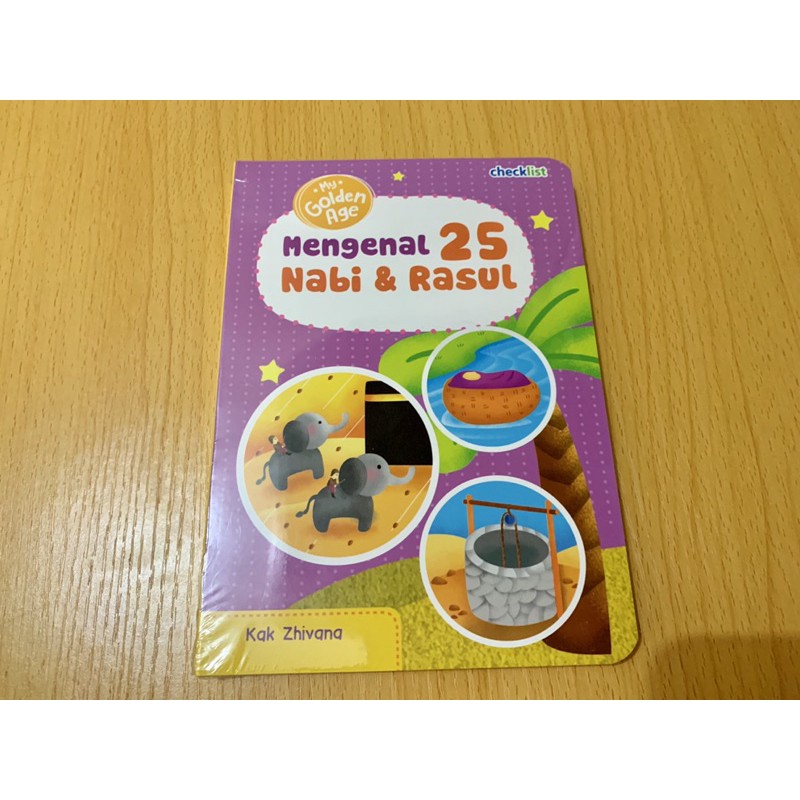 checklist
My
Golden
Age
Mengenal 25
Nabi & Rasul
Kak Zhivana